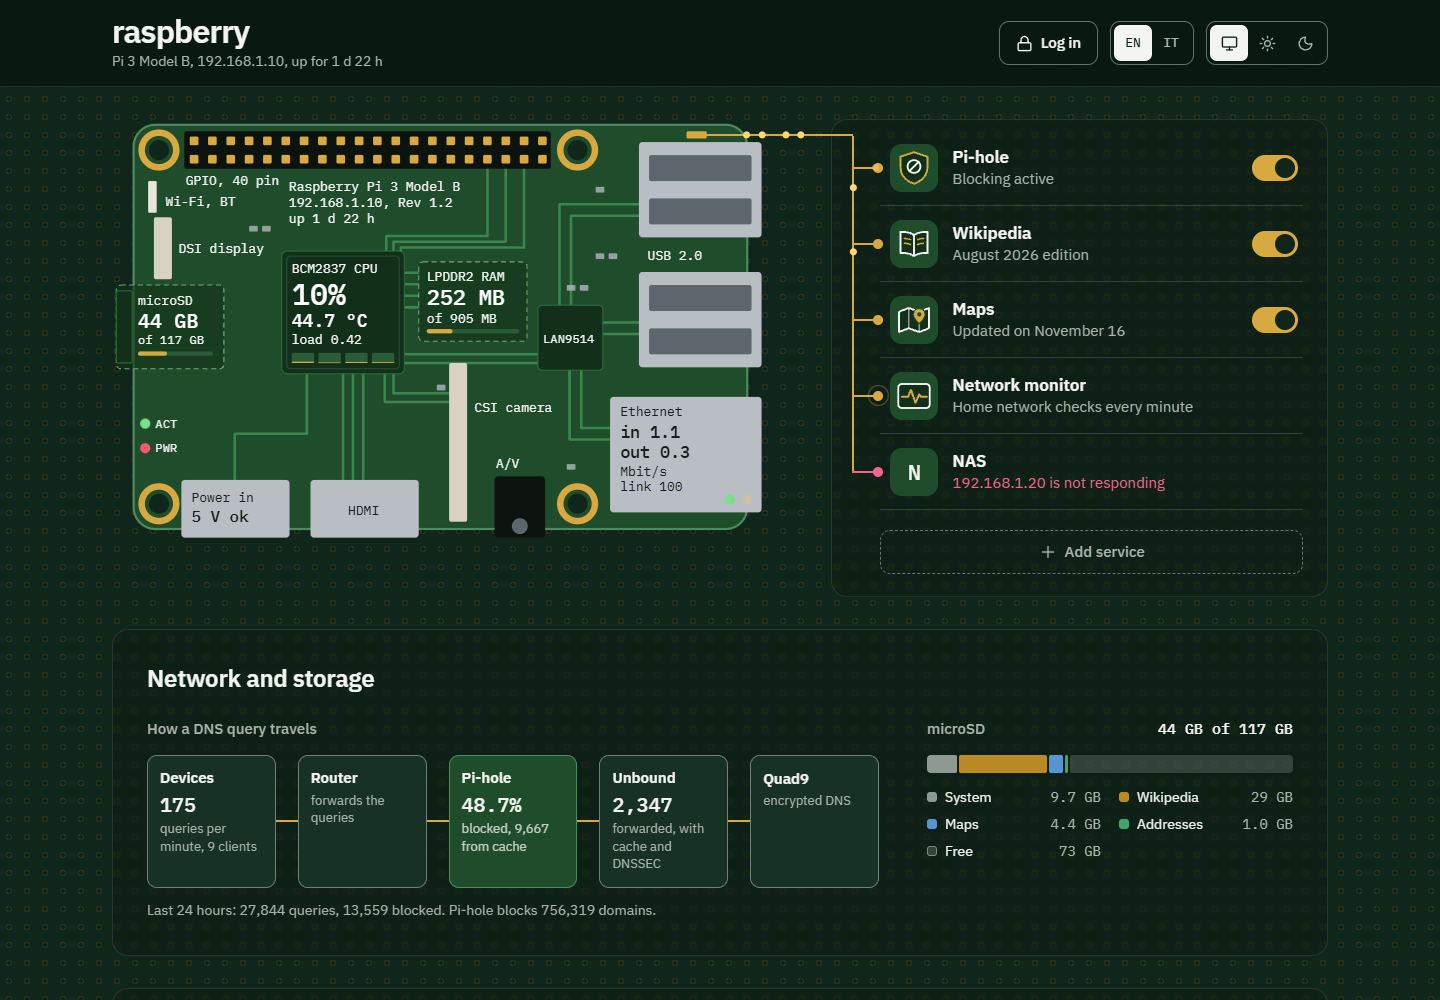 raspberry
Pi 3 Model B, 192.168.1.10, up for 1 d 22 h
Log in
EN
IT
GPIO, 40 pin
Wi-Fi, BT
Raspberry Pi 3 Model B
192.168.1.10, Rev 1.2
up 1 d 22 h
DSI display
microSD
44 GB
of 117 GB
BCM2837 CPU
10%
44.7 °C
load 0.42
LPDDR2 RAM
252 MB
of 905 MB
USB 2.0
LAN9514
ACT
PWR
CSI camera
A/V
Ethernet
in 1.1
out 0.3
Mbit/s
link 100
Power in
5 V ok
HDMI
Pi-hole
Blocking active
Wikipedia
August 2026 edition
Maps
Updated on November 16
Network monitor
Home network checks every minute
N
NAS
192.168.1.20 is not responding
Add service
Network and storage
How a DNS query travels
Devices
175
queries per
minute, 9 clients
Router
forwards the
queries
Pi-hole
48.7%
blocked, 9,667
from cache
Unbound
2,347
forwarded, with
cache and
DNSSEC
Quad9
encrypted DNS
Last 24 hours: 27,844 queries, 13,559 blocked. Pi-hole blocks 756,319 domains.
microSD
44 GB of 117 GB
System 9.7 GB
Wikipedia 29 GB
Maps 4.4 GB
Addresses 1.0 GB
Free 73 GB